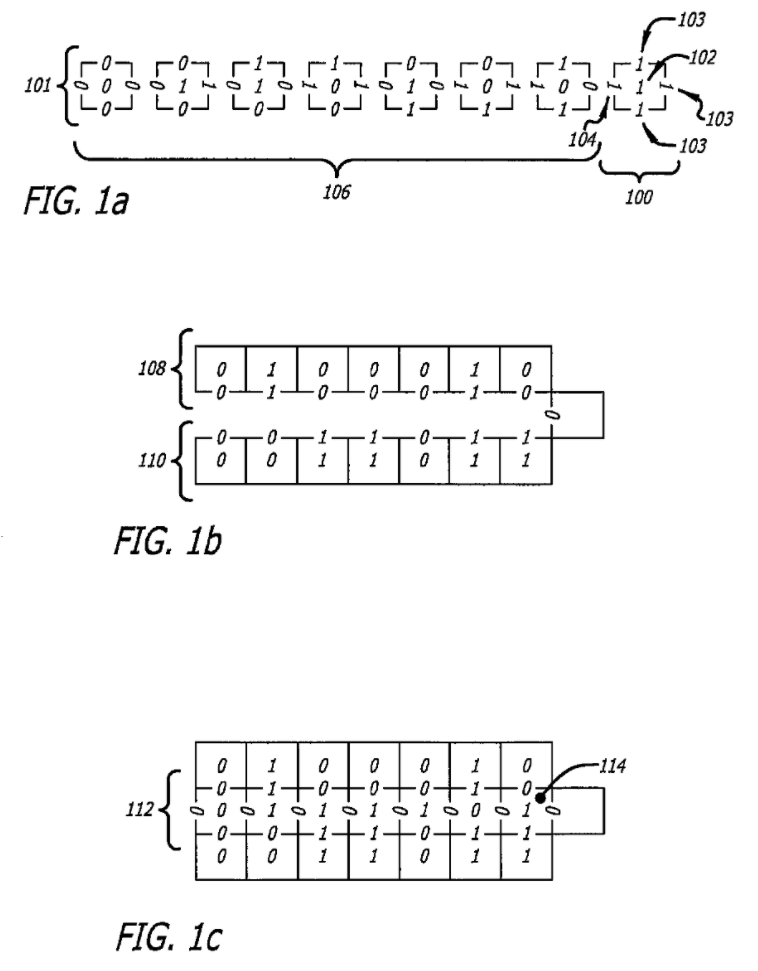 103
0 0 1 1 0 0 1 1 102
101 0 0 0 0 1 1 0 1 0 1 0 1 0 1 0 1 0 1 1 0 0 1 1 1
0 0 0 0 1 1 1 1 103
104
103
106
100
FIG. 1a
108 0 1 0 0 0 1 0
0 1 0 0 0 1 0
0
0 0 1 1 0 1 1
110 0 0 1 1 0 1 1
FIG. 1b
0 1 0 0 0 1 0 114
0 1 0 0 0 1 0
112 0 0 0 1 0 1 0 1 0 1 0 0 0 1 0
0 0 1 1 0 1 1
0 0 1 1 0 1 1
FIG. 1c